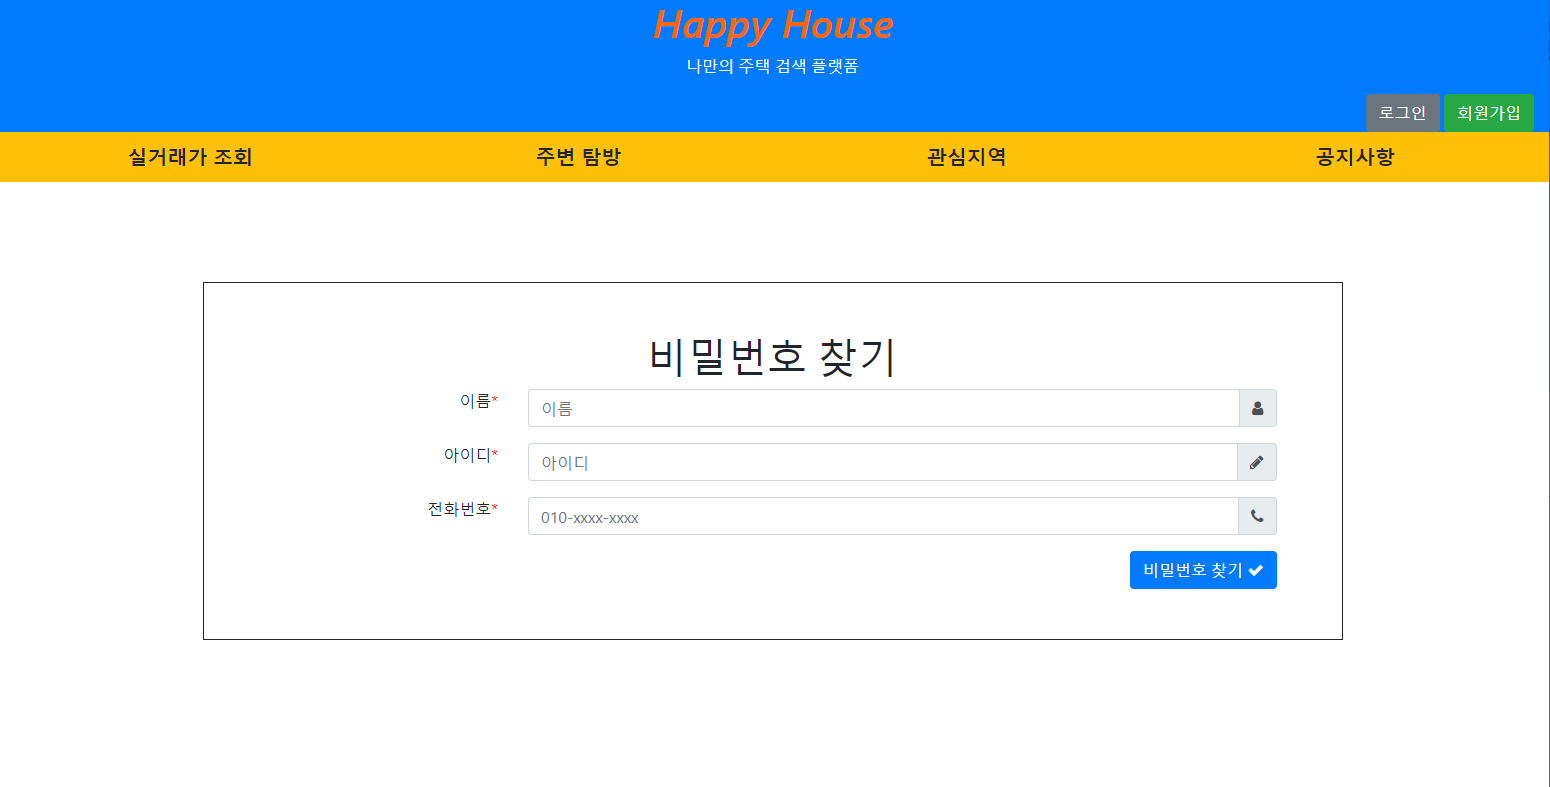 Happy House
나만의 주택 검색 플랫폼
로그인 회원가입
실거래가 조회 주변 탐방 관심지역 공지사항
비밀번호 찾기
이름* 이름
아이디* 아이디
전화번호* 010-xxxx-xxxx
비밀번호 찾기